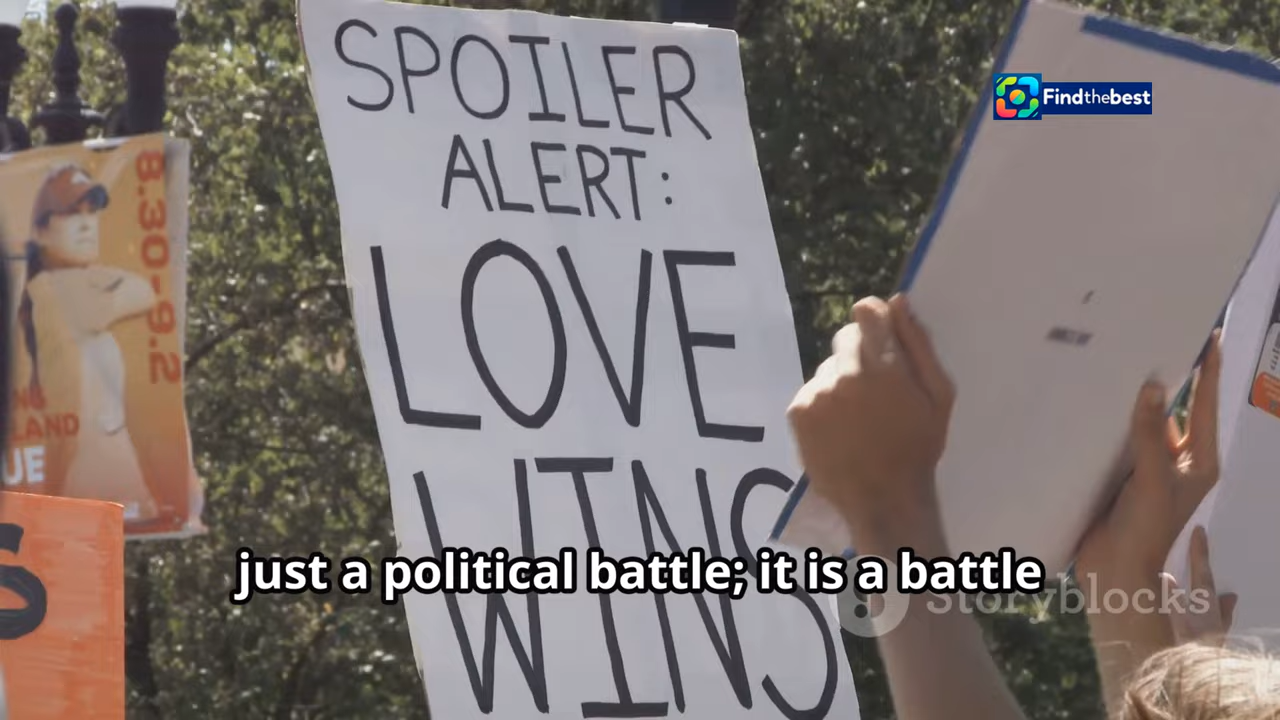 SPOILER
ALERT:
LOVE
WINS
Findthebest
8.30-9.2
LAND
UE
S
just a political battle; it is a battle
Storyblocks